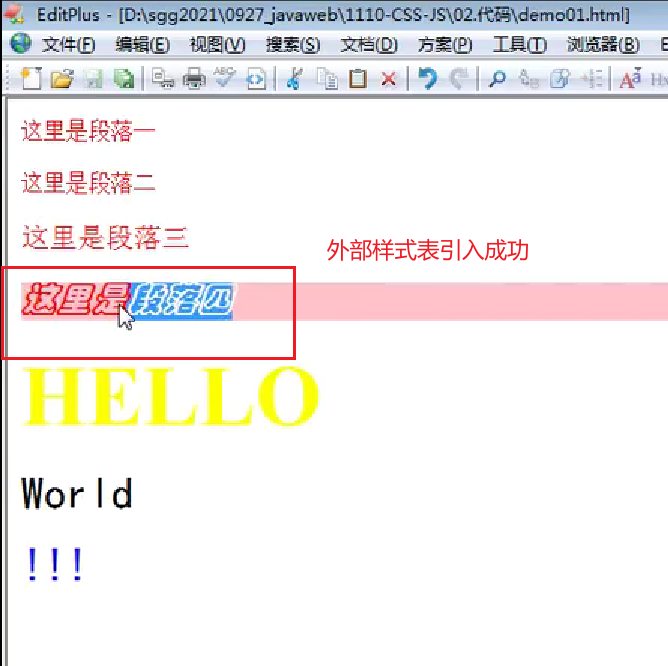 EditPlus - [D:\sgg2021\0927_javaweb\1110-CSS-JS\02.代码\demo01.html]
文件(F) 编辑(E) 视图(V) 搜索(S) 文档(D) 方案(P) 工具(T) 浏览器(B) E
这里是段落一
这里是段落二
这里是段落三
外部样式表引入成功
这里是段落四
HELLO
World
!!!